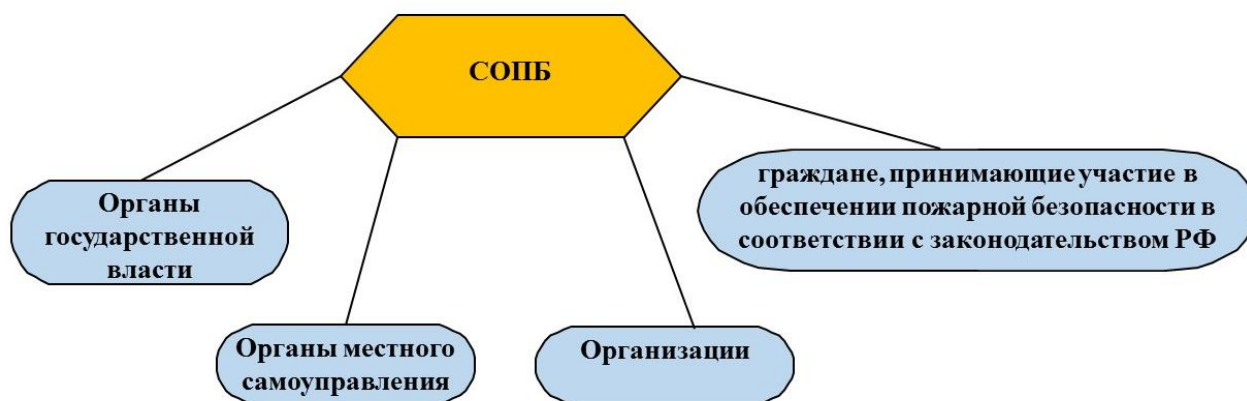 СОПБ
Органы
государственной
власти
граждане, принимающие участие в
обеспечении пожарной безопасности в
соответствии с законодательством РФ
Органы местного
самоуправления
Организации